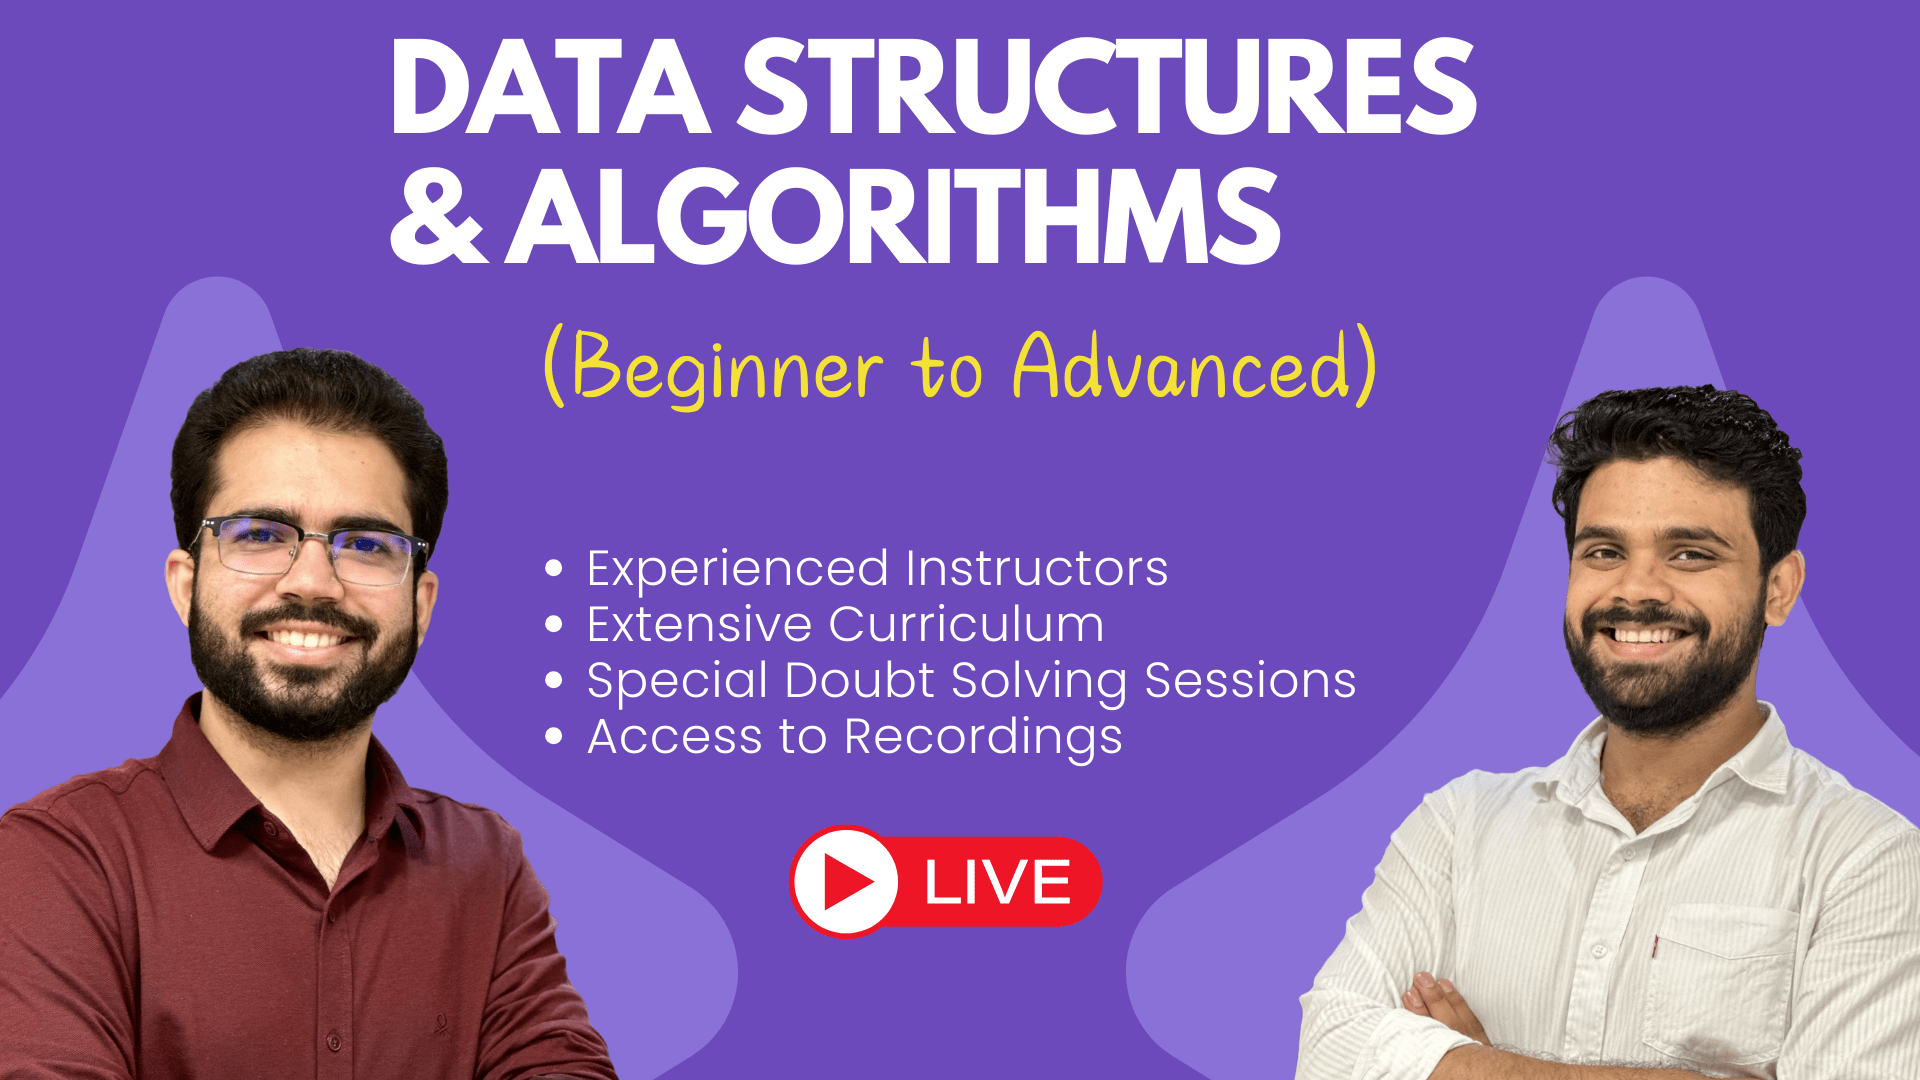 DATA STRUCTURES
& ALGORITHMS
(Beginner to Advanced)
• Experienced Instructors
• Extensive Curriculum
• Special Doubt Solving Sessions
• Access to Recordings
LIVE